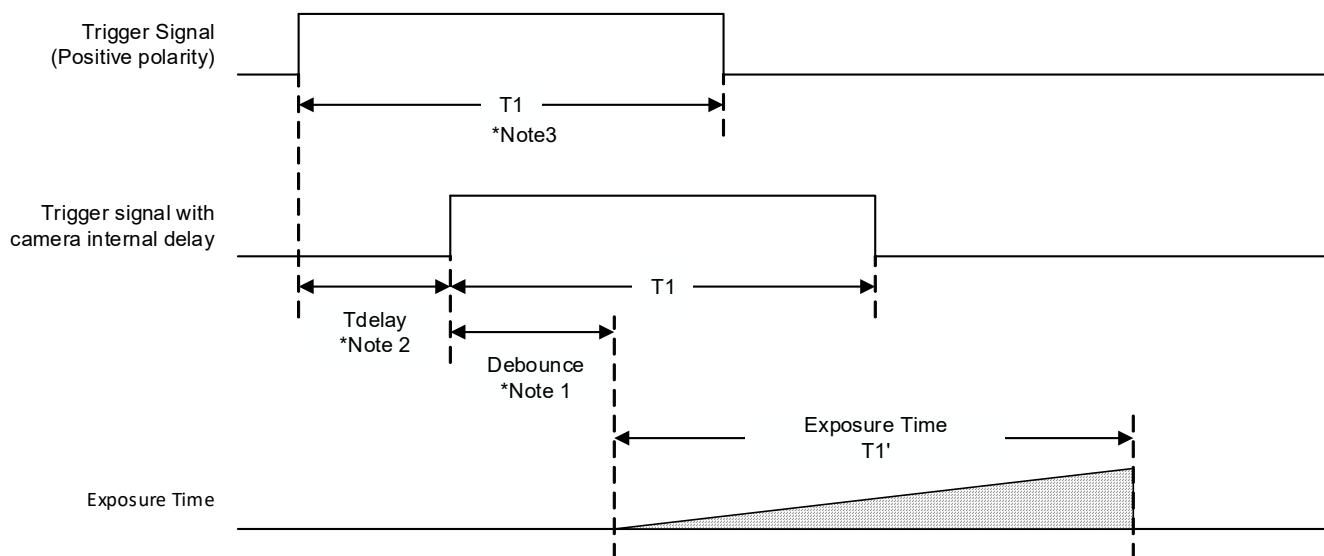 Trigger Signal
(Positive polarity)
T1
*Note3
Trigger signal with
camera internal delay
T1
Tdelay
*Note 2
Debounce
*Note 1
Exposure Time
T1'
Exposure Time